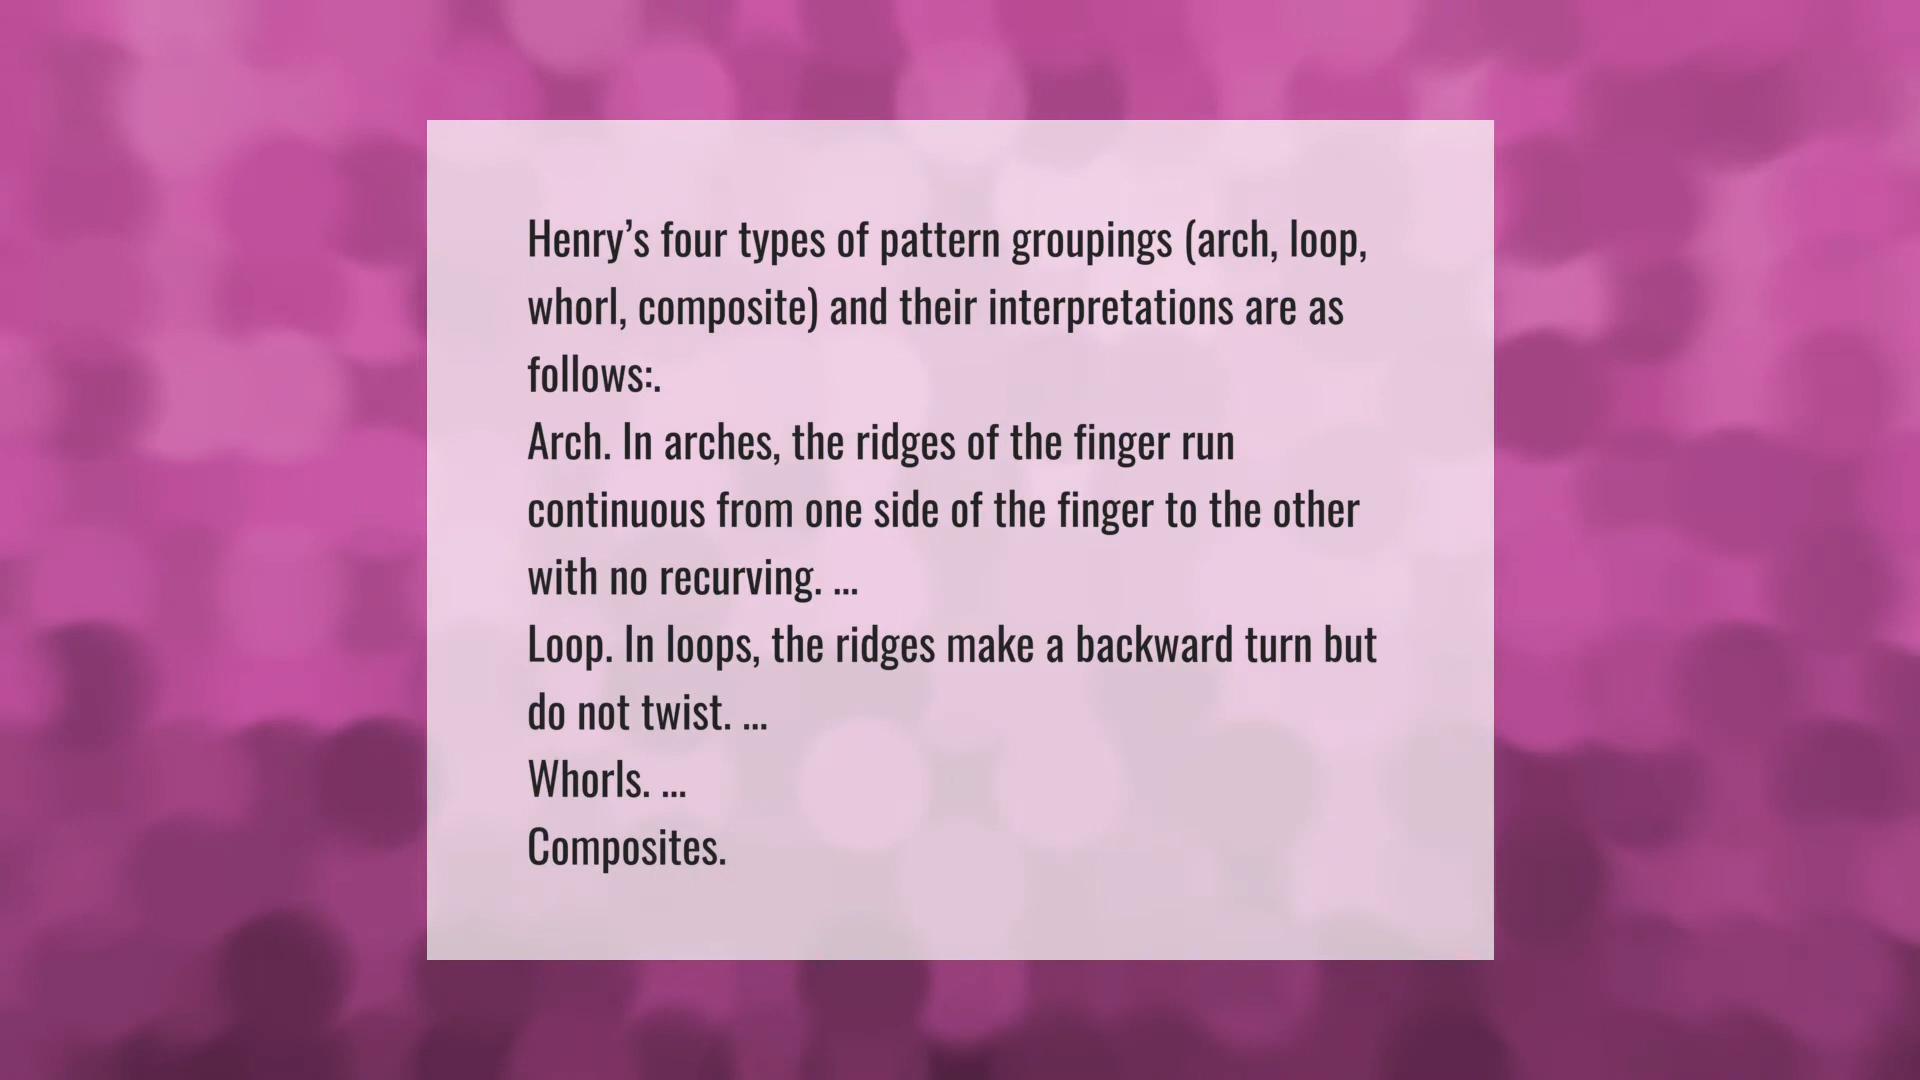 Henry’s four types of pattern groupings (arch, loop,
whorl, composite) and their interpretations are as
follows:.
Arch. In arches, the ridges of the finger run
continuous from one side of the finger to the other
with no recurving. ...
Loop. In loops, the ridges make a backward turn but
do not twist. ...
Whorls. ...
Composites.